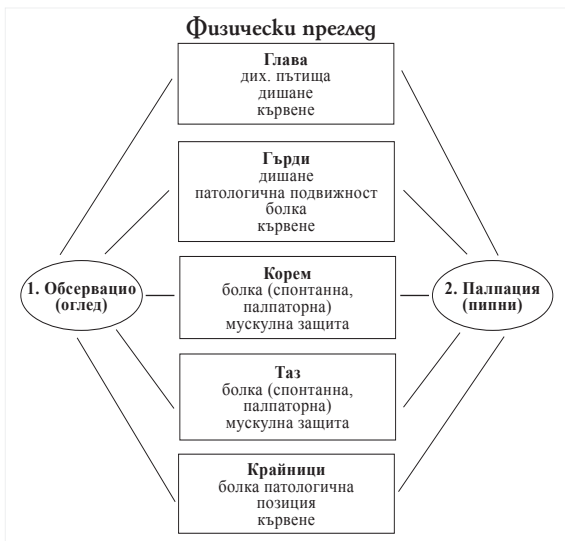 Физически преглед
Глава
дих. пътища
дишане
кървене
Гърди
дишане
патологична подвижност
болка
кървене
1. Обсервацио
(оглед)
Корем
болка (спонтанна,
палпаторна)
мускулна защита
2. Палпация
(пипни)
Таз
болка (спонтанна,
палпаторна)
мускулна защита
Крайници
болка патологична
позиция
кървене